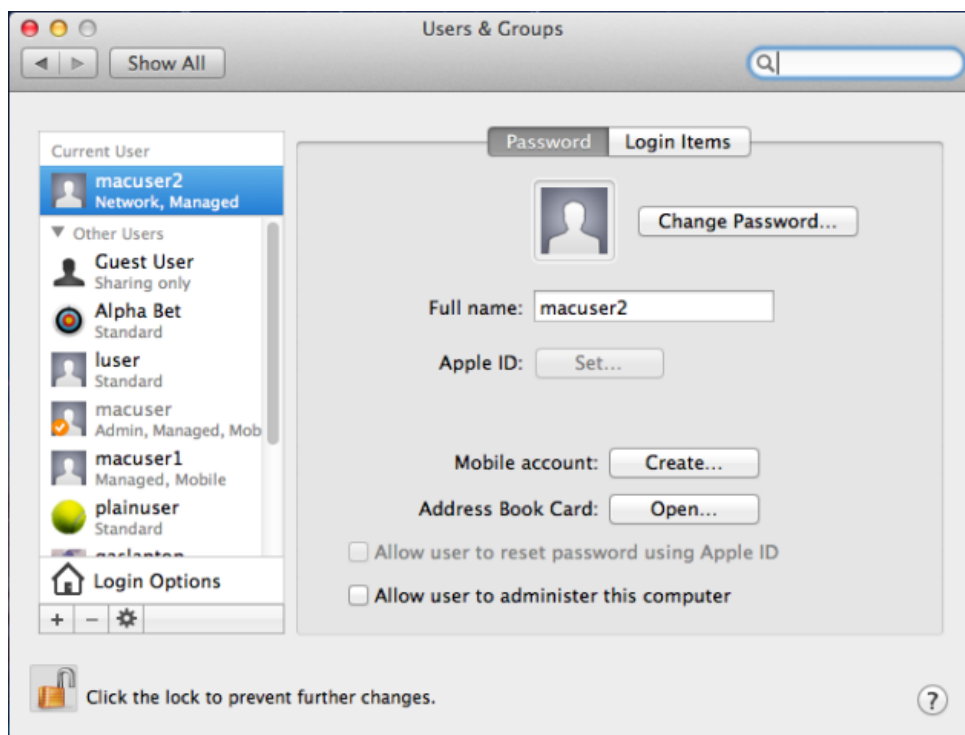 Users & Groups
Show All
Current User
macuser2
Network, Managed
Other Users
Guest User
Sharing only
Alpha Bet
Standard
luser
Standard
macuser
Admin, Managed, Mob
macuser1
Managed, Mobile
plainuser
Standard
Login Options
+ −
Password Login Items
Change Password...
Full name: macuser2
Apple ID: Set...
Mobile account: Create...
Address Book Card: Open...
Allow user to reset password using Apple ID
Allow user to administer this computer
Click the lock to prevent further changes.
?